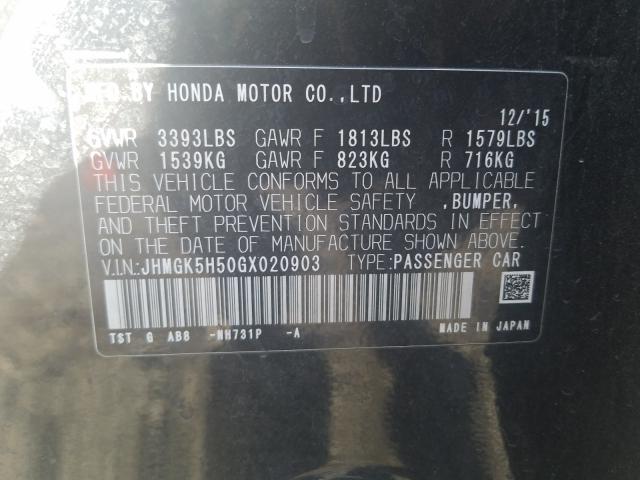 MFD BY HONDA MOTOR CO.,LTD
12/'15
GVWR 3393LBS GAWR F 1813LBS R 1579LBS
GVWR 1539KG GAWR F 823KG R 716KG
THIS VEHICLE CONFORMS TO ALL APPLICABLE
FEDERAL MOTOR VEHICLE SAFETY ,BUMPER,
AND THEFT PREVENTION STANDARDS IN EFFECT
ON THE DATE OF MANUFACTURE SHOWN ABOVE.
V.I.N.:JHMGK5H50GX020903 TYPE:PASSENGER CAR
T5T G AB8 -NH731P -A
MADE IN JAPAN